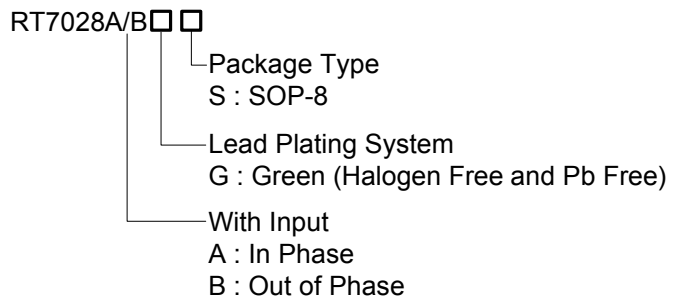 RT7028A/B□ □
Package Type
S : SOP-8
Lead Plating System
G : Green (Halogen Free and Pb Free)
With Input
A : In Phase
B : Out of Phase